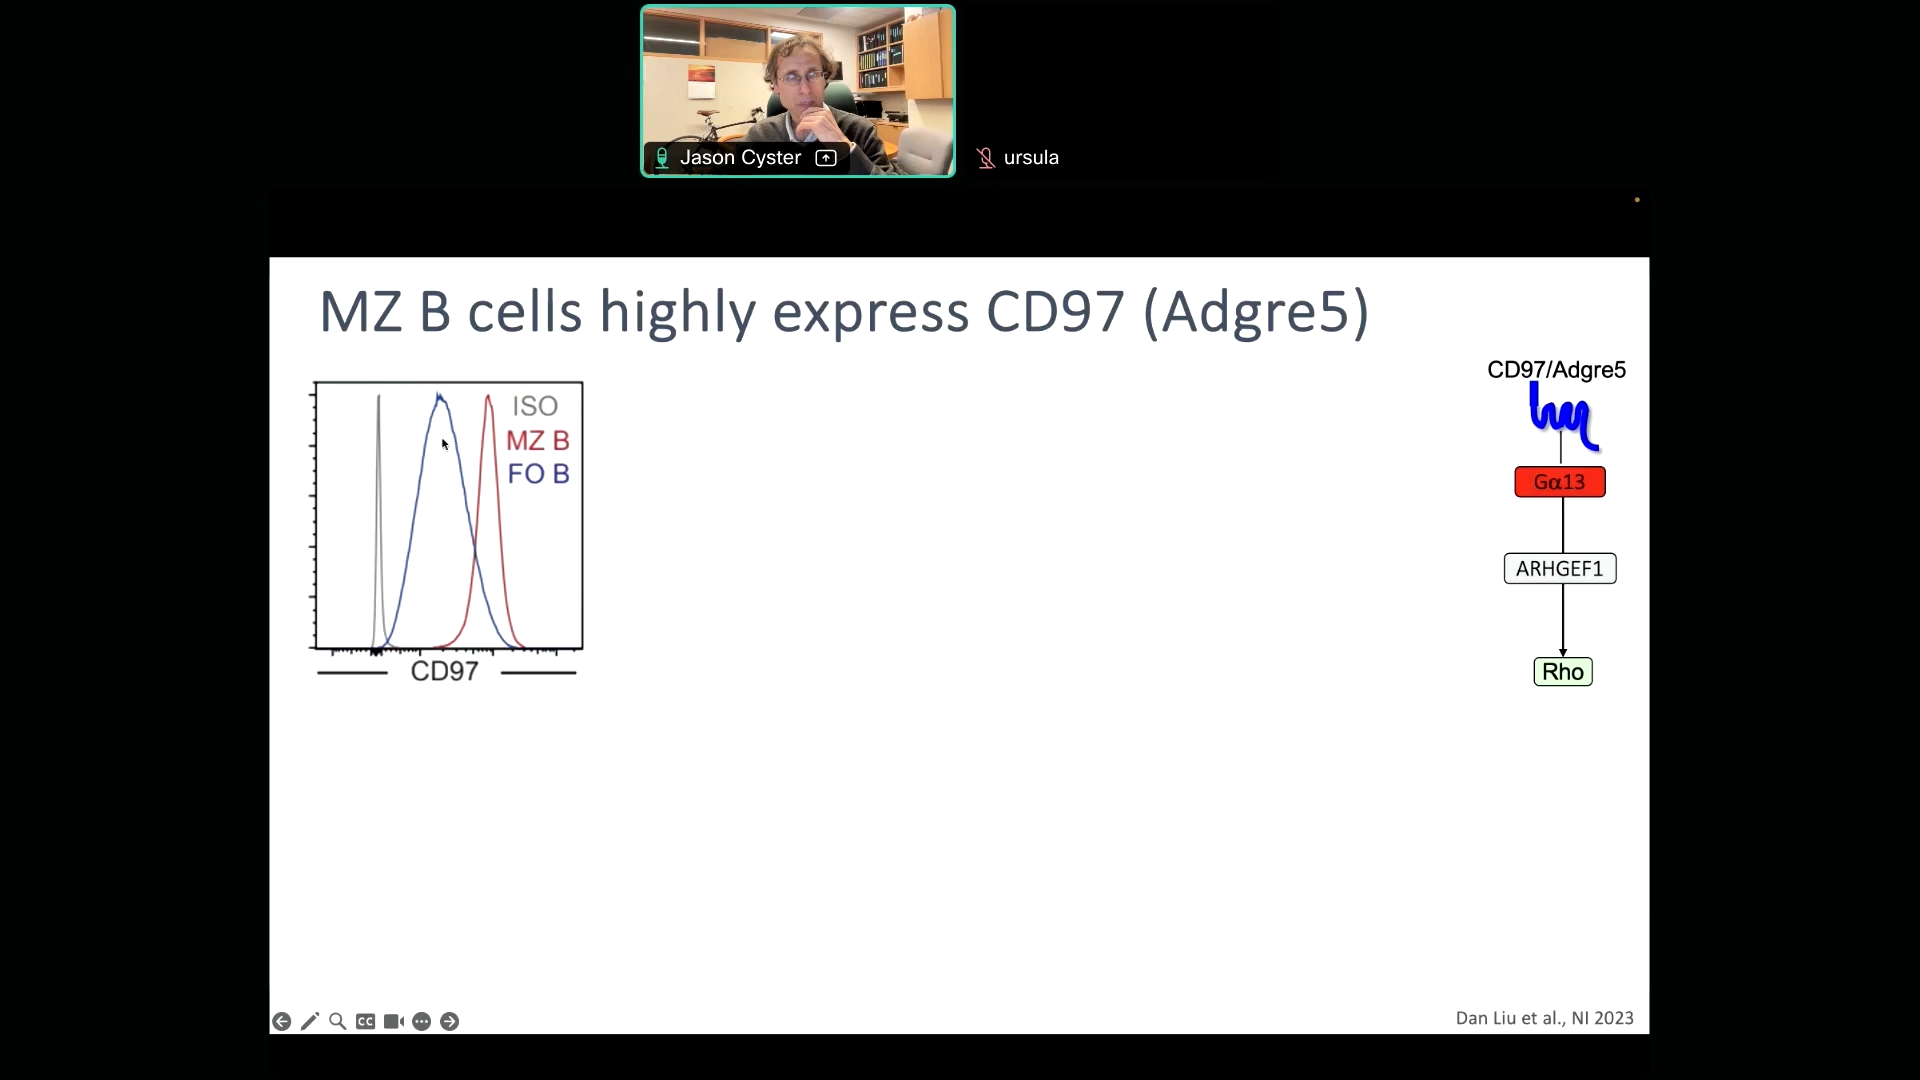 Jason Cyster
ursula
MZ B cells highly express CD97 (Adgre5)
ISO
MZ B
FO B
CD97
CD97/Adgre5
Gα13
ARHGEF1
Rho
CC
Dan Liu et al., NI 2023